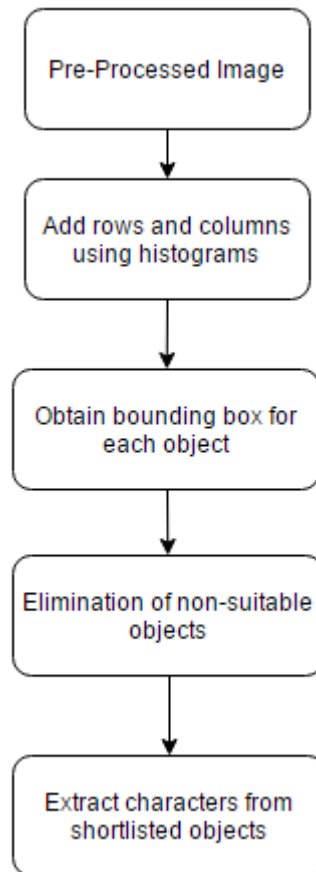 Pre-Processed Image
Add rows and columns
using histograms
Obtain bounding box for
each object
Elimination of non-suitable
objects
Extract characters from
shortlisted objects